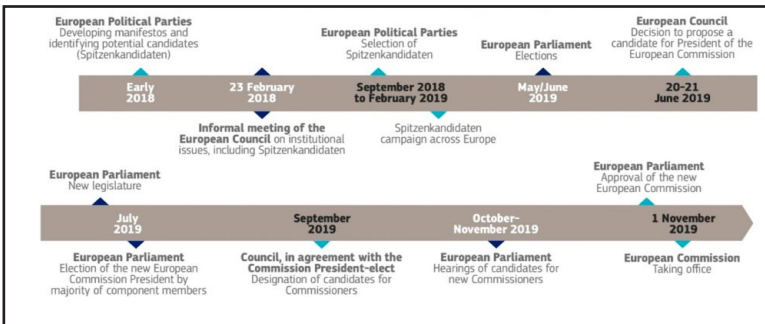 European Political Parties
Developing manifestos and
identifying potential candidates
(Spitzenkandidaten)
European Political Parties
Selection of
Spitzenkandidaten
European Parliament
Elections
European Council
Decision to propose a
candidate for President of the
European Commission
Early
2018
23 February
2018
September 2018
to February 2019
May/June
2019
20-21
June 2019
Informal meeting of the
European Council on institutional
issues, including Spitzenkandidaten
Spitzenkandidaten
campaign across Europe
European Parliament
New legislature
European Parliament
Approval of the new
European Commission
July
2019
September
2019
October-
November 2019
1 November
2019
European Parliament
Election of the new European
Commission President by
majority of component members
Council, in agreement with the
Commission President-elect
Designation of candidates for
Commissioners
European Parliament
Hearings of candidates for
new Commissioners
European Commission
Taking office